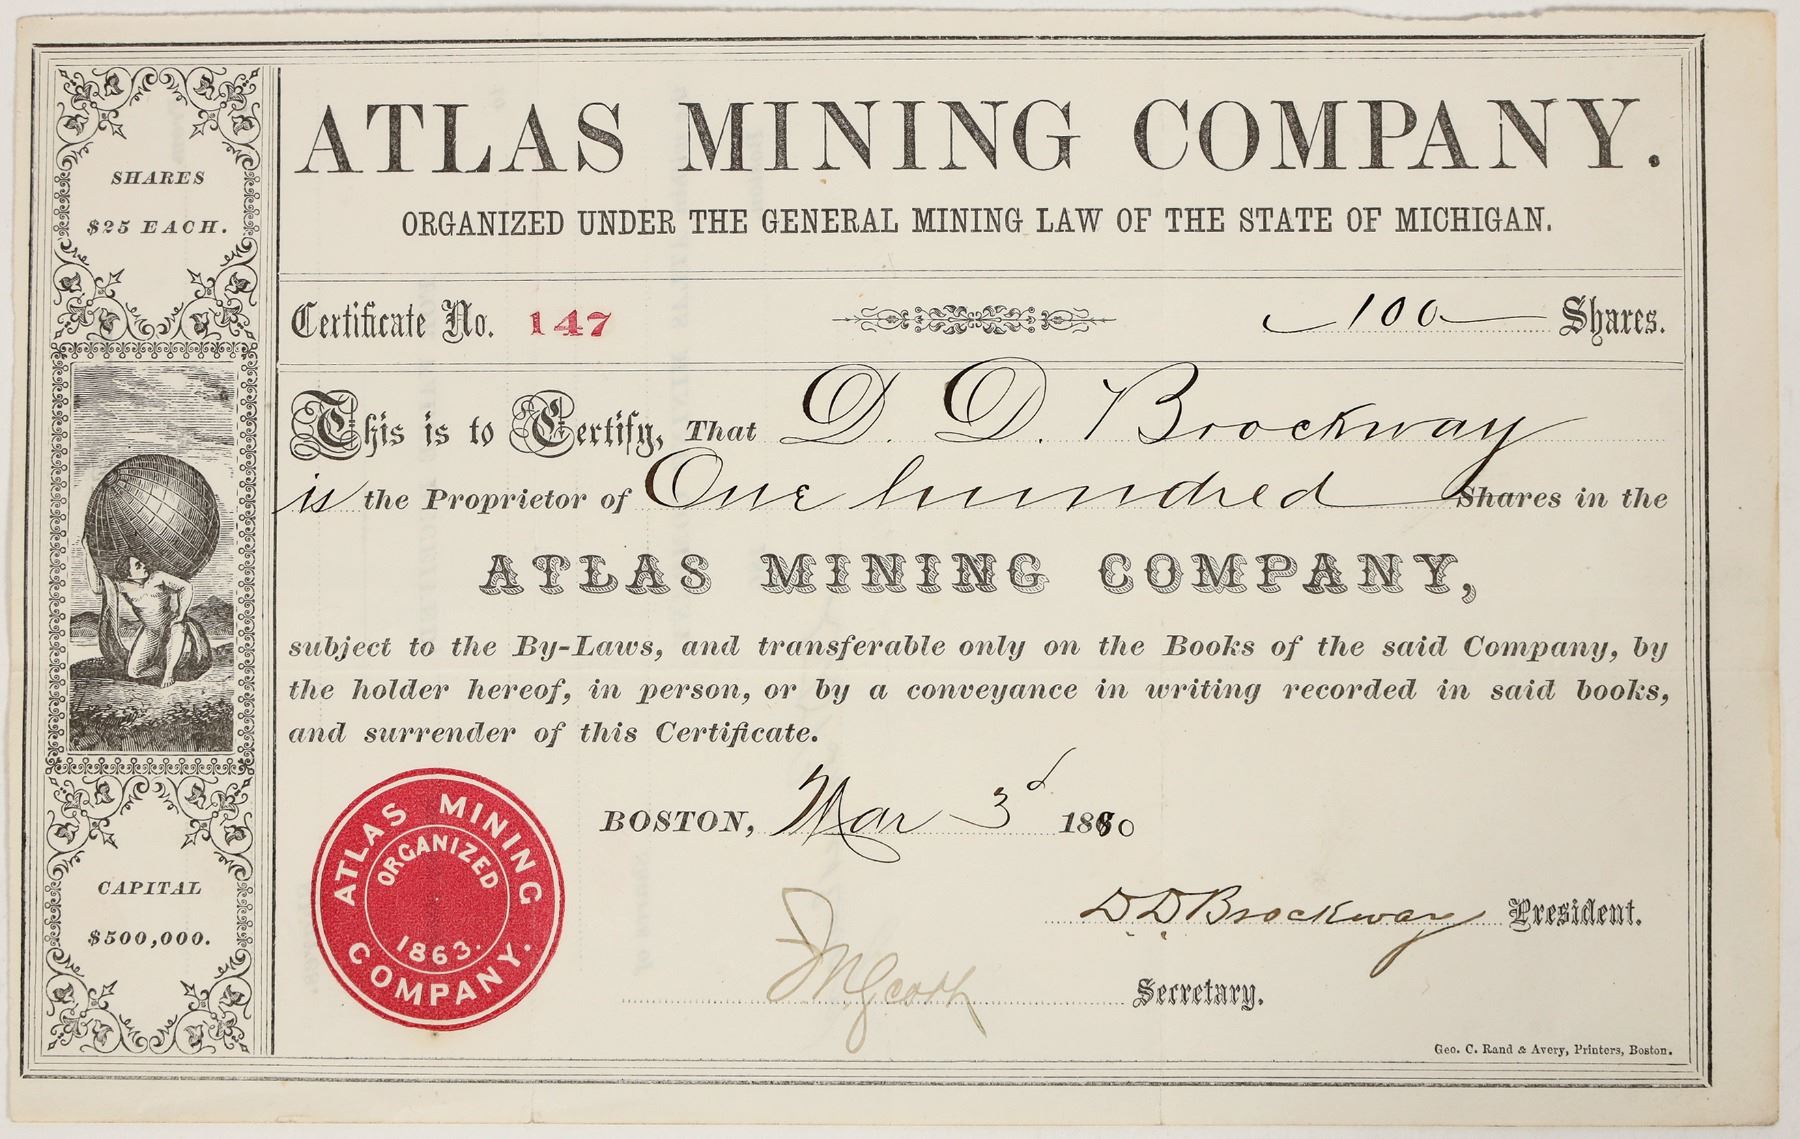 ATLAS MINING COMPANY.
ORGANIZED UNDER THE GENERAL MINING LAW OF THE STATE OF MICHIGAN.
SHARES
$25 EACH.
Certificate No. 147
100 Shares.
This is to Certify, That D. D. Brockway
is the Proprietor of One hundred Shares in the
ATLAS MINING COMPANY,
subject to the By-Laws, and transferable only on the Books of the said Company, by
the holder hereof, in person, or by a conveyance in writing recorded in said books,
and surrender of this Certificate.
BOSTON, Mar 3d 1880
CAPITAL
$500,000.
ATLAS MINING COMPANY.
ORGANIZED
1863.
D D Brockway President.
Secretary.
Geo. C. Rand & Avery, Printers, Boston.